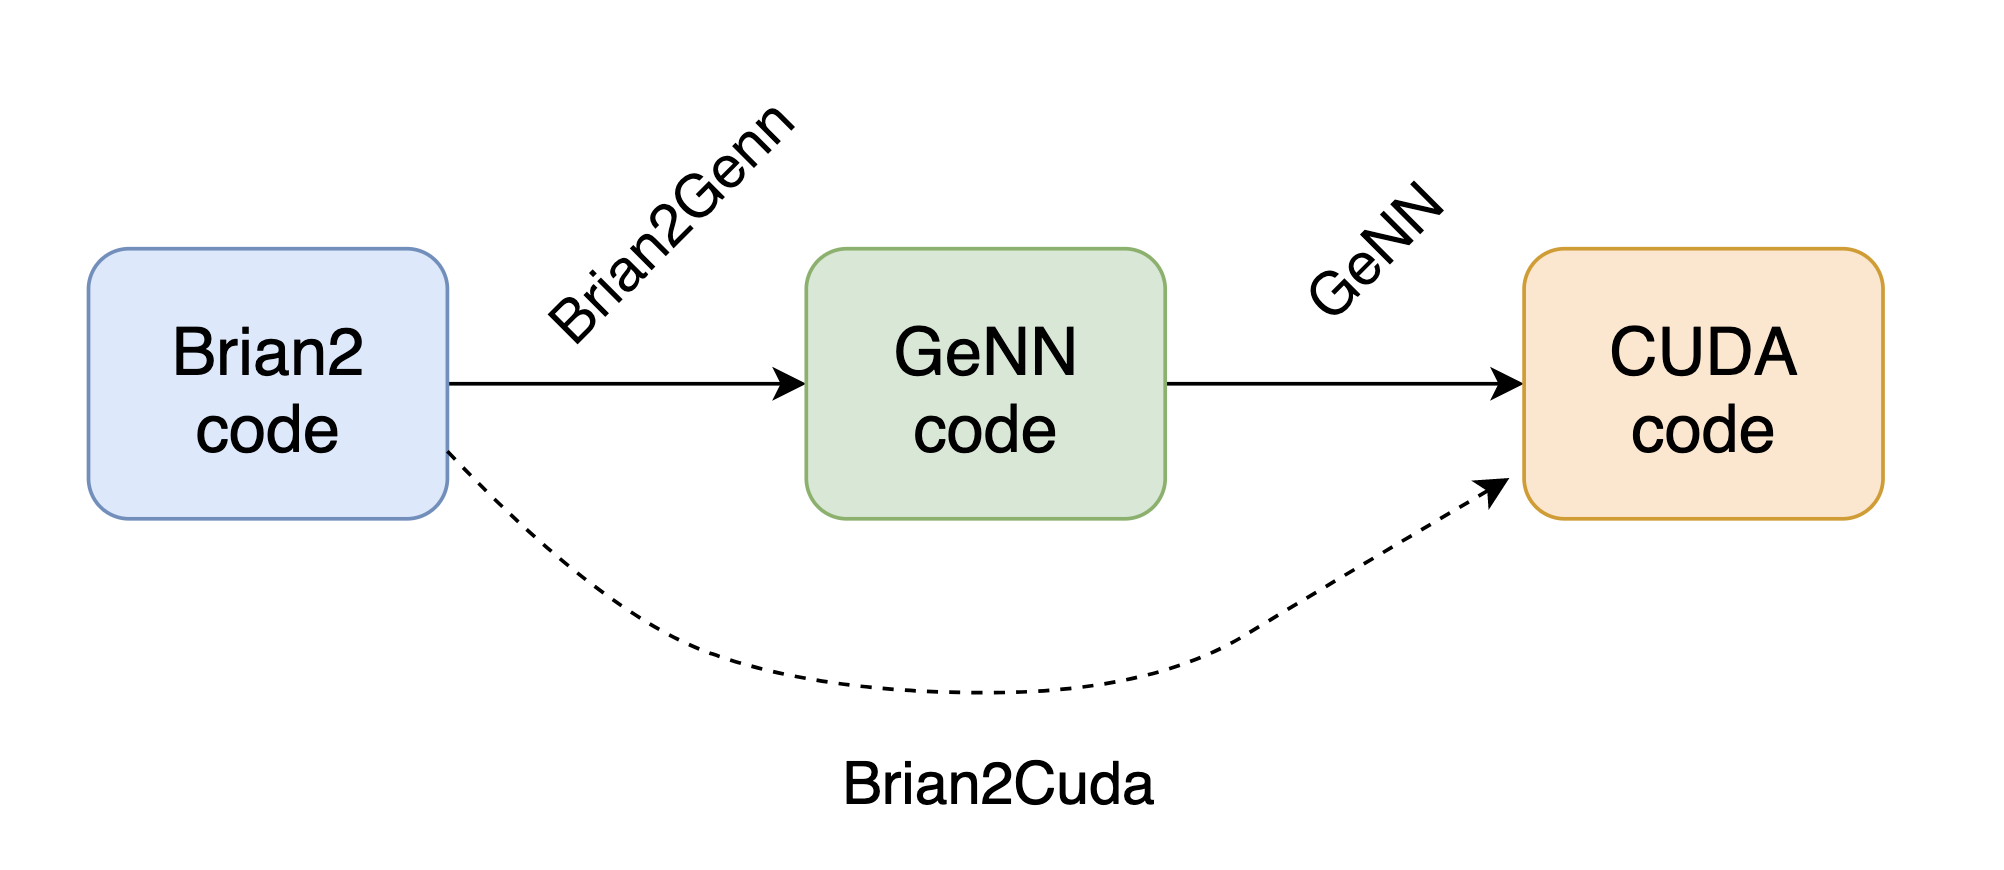 Brian2Genn
GeNN
Brian2
code
GeNN
code
CUDA
code
Brian2Cuda